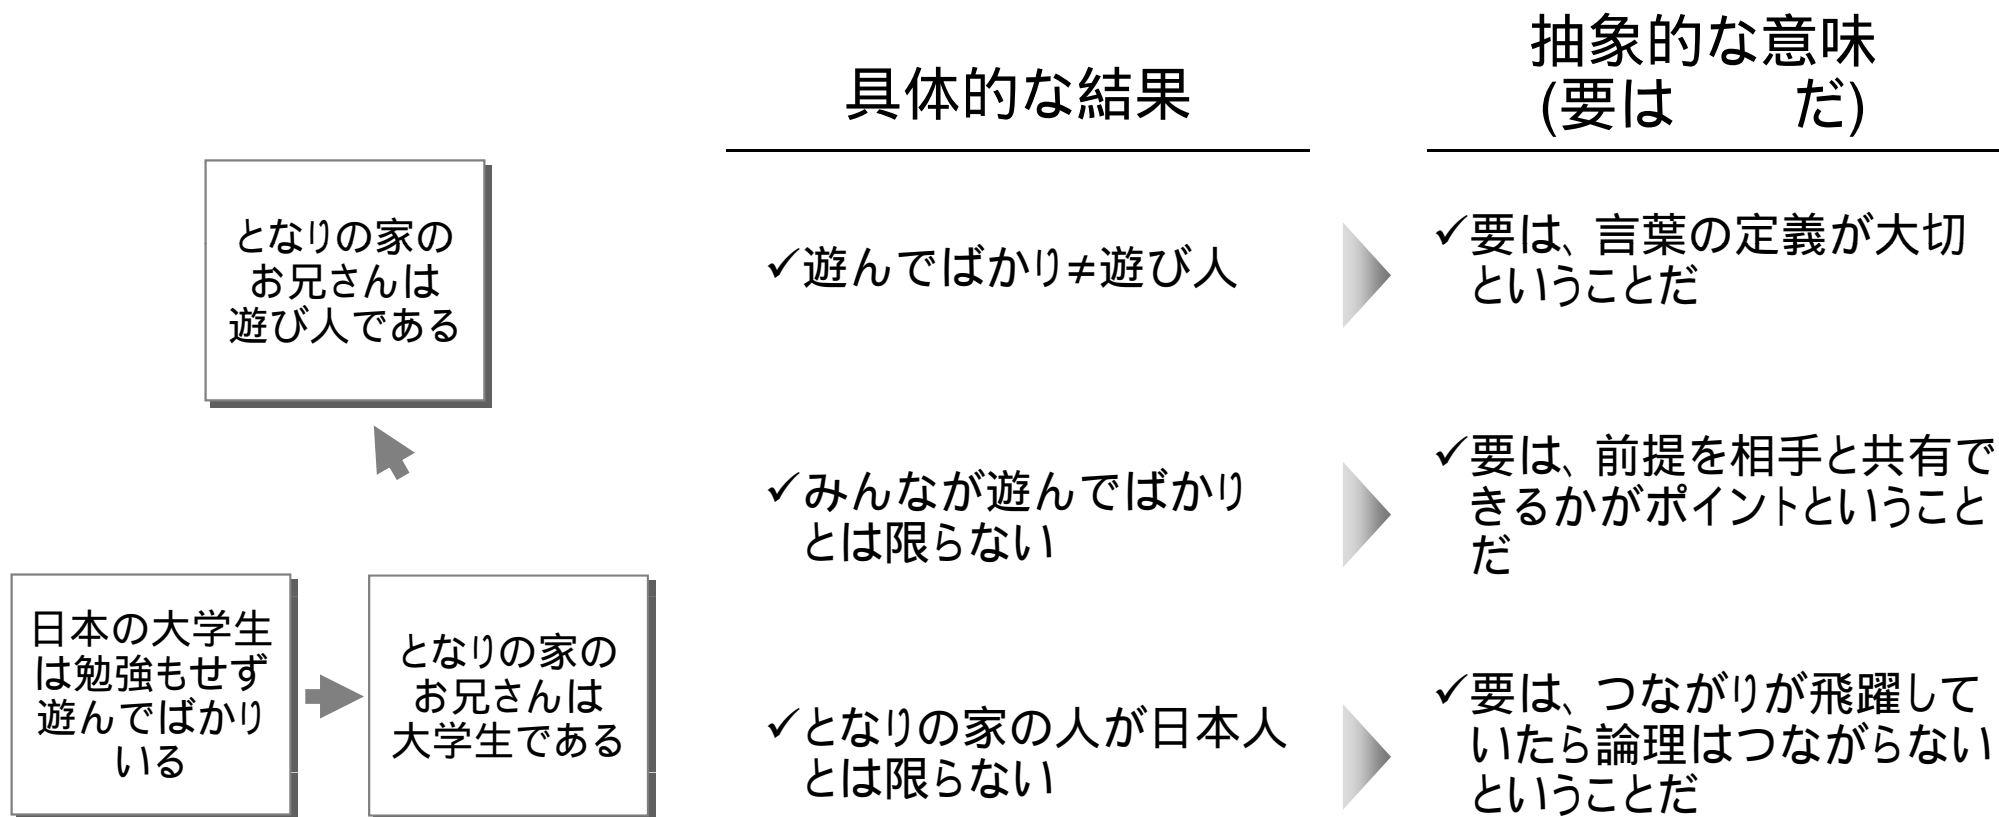 具体的な結果
抽象的な意味
(要は　　だ)
となりの家の
お兄さんは
遊び人である
日本の大学生
は勉強もせず
遊んでばかり
いる
となりの家の
お兄さんは
大学生である
✓遊んでばかり≠遊び人
✓要は、言葉の定義が大切
ということだ
✓みんなが遊んでばかり
とは限らない
✓要は、前提を相手と共有で
きるかがポイントということ
だ
✓となりの家の人が日本人
とは限らない
✓要は、つながりが飛躍して
いたら論理はつながらない
ということだ